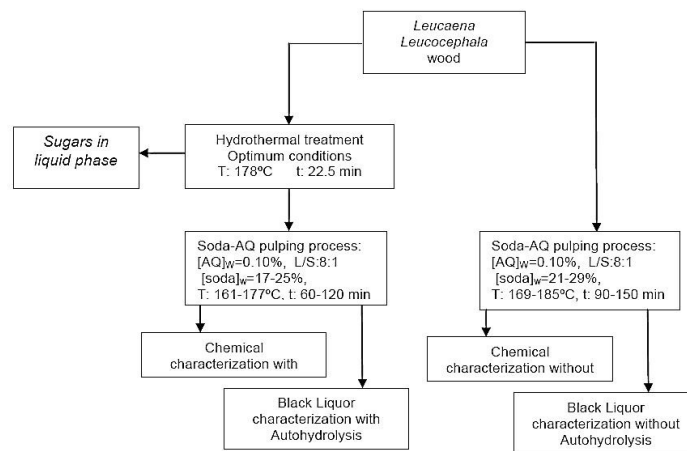 Leucaena
Leucocephala
wood
Sugars in
liquid phase
Hydrothermal treatment
Optimum conditions
T: 178ºC t: 22.5 min
Soda-AQ pulping process:
[AQ]w=0.10%, L/S:8:1
[soda]w=17-25%,
T: 161-177ºC, t: 60-120 min
Soda-AQ pulping process:
[AQ]w=0.10%, L/S:8:1
[soda]w=21-29%,
T: 169-185ºC, t: 90-150 min
Chemical
characterization with
Chemical
characterization without
Black Liquor
characterization with
Autohydrolysis
Black Liquor
characterization without
Autohydrolysis